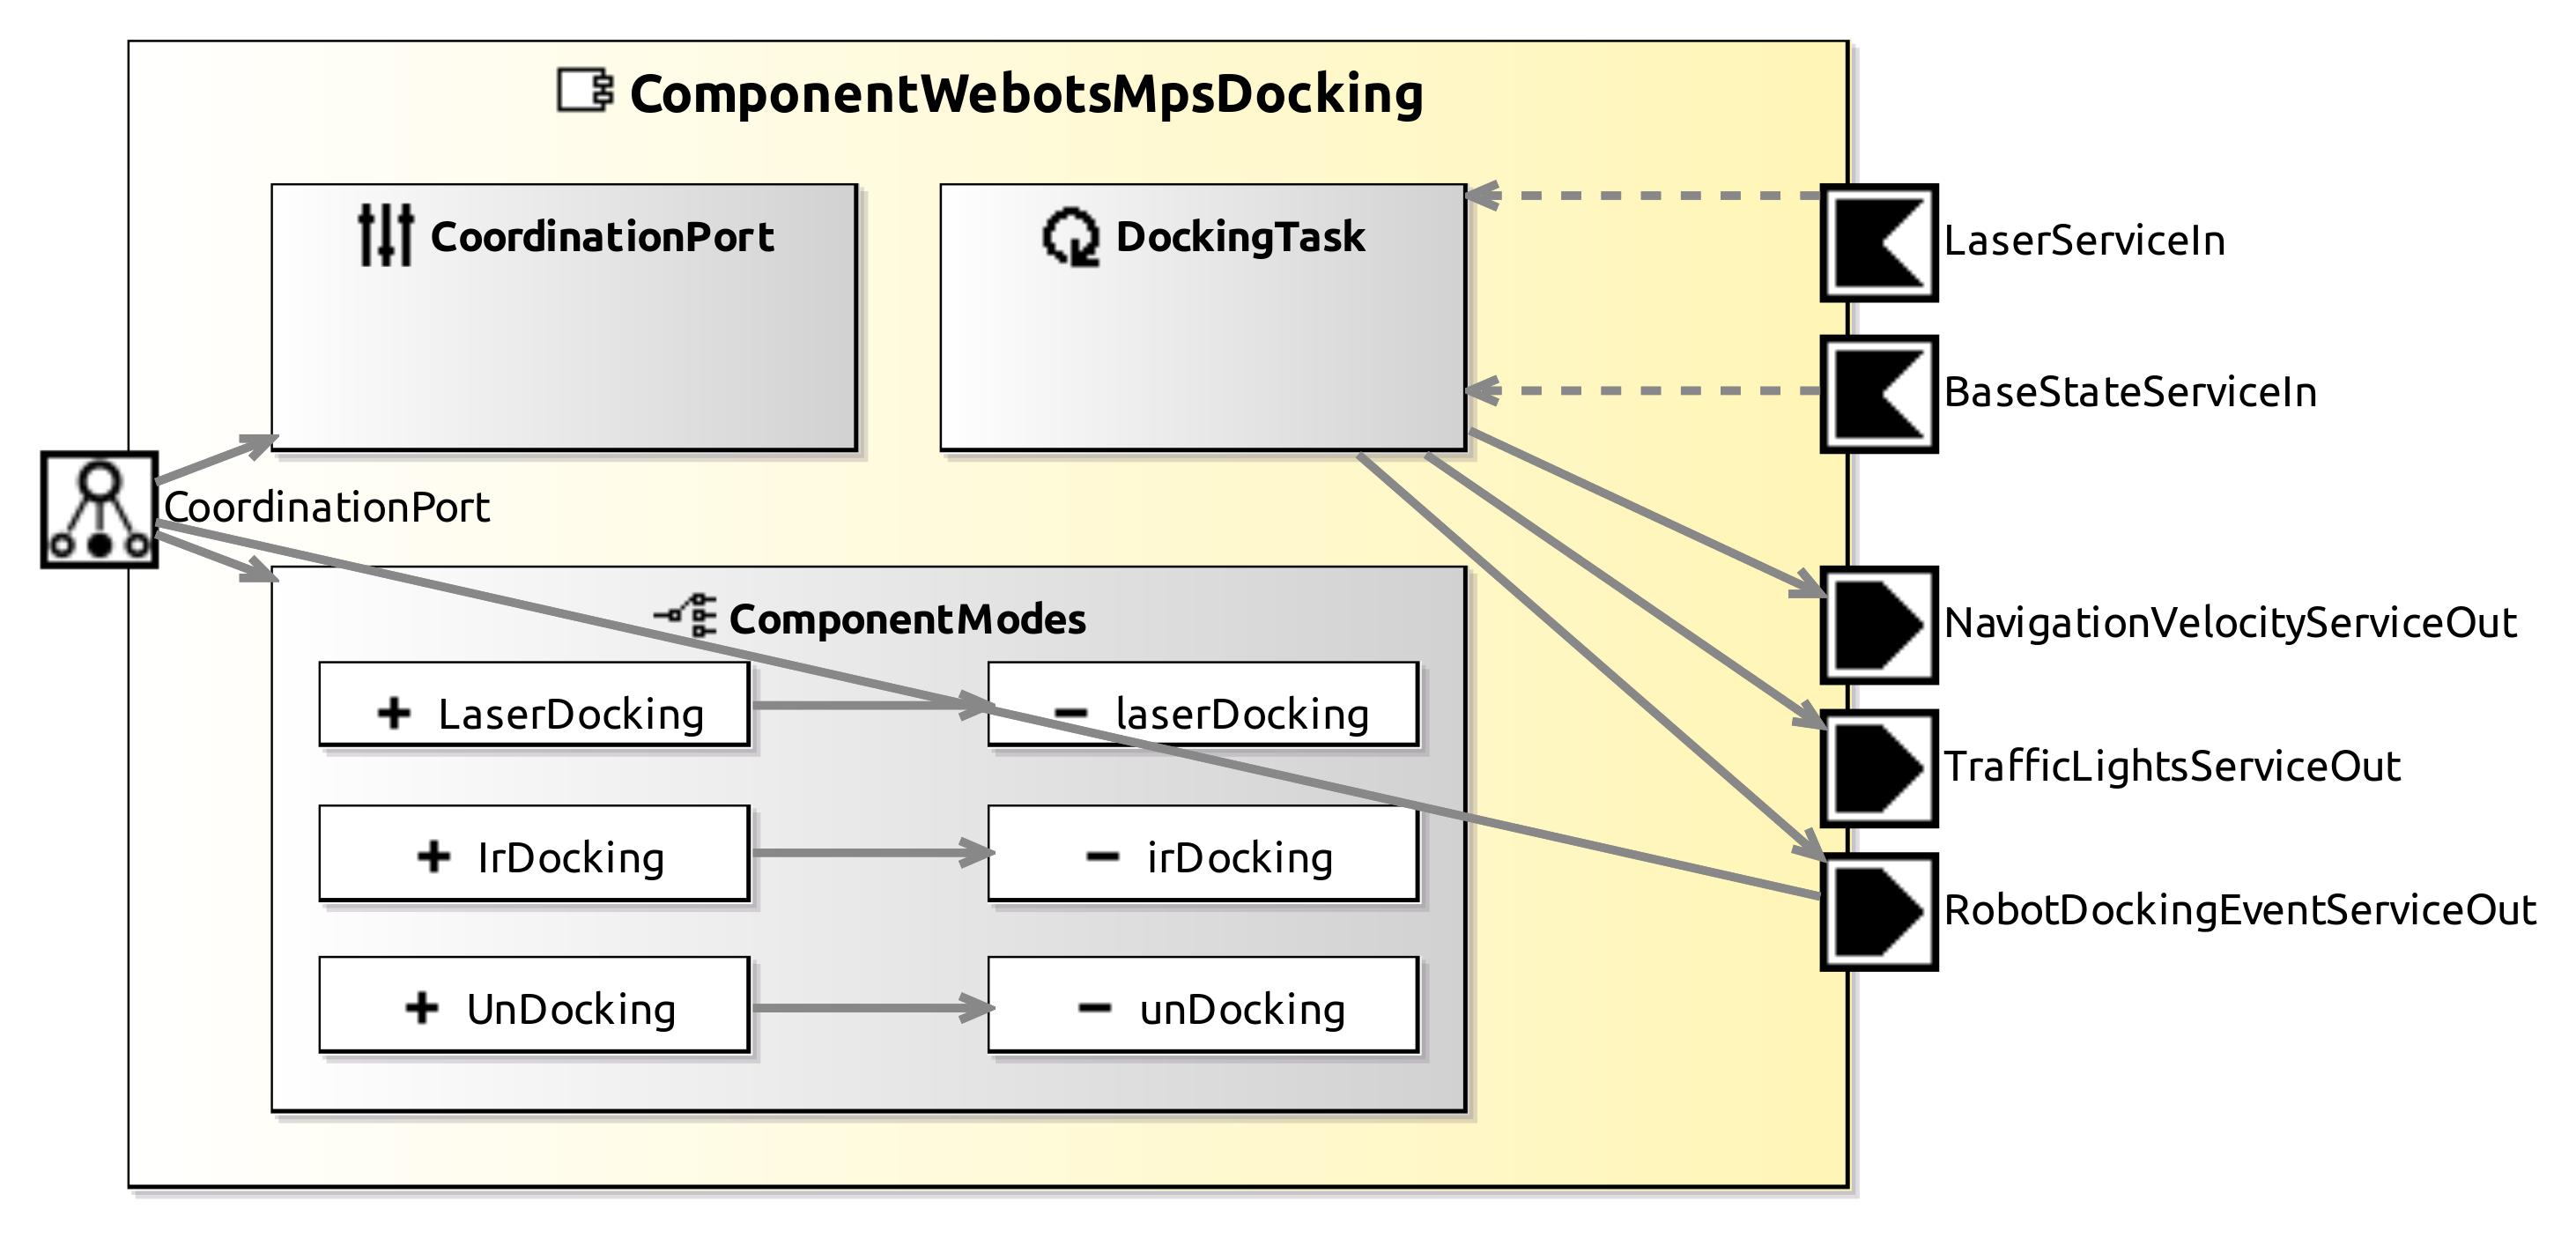 ComponentWebotsMpsDocking
CoordinationPort
DockingTask
LaserServiceIn
BaseStateServiceIn
CoordinationPort
ComponentModes
NavigationVelocityServiceOut
LaserDocking
laserDocking
TrafficLightsServiceOut
IrDocking
irDocking
RobotDockingEventServiceOut
UnDocking
unDocking